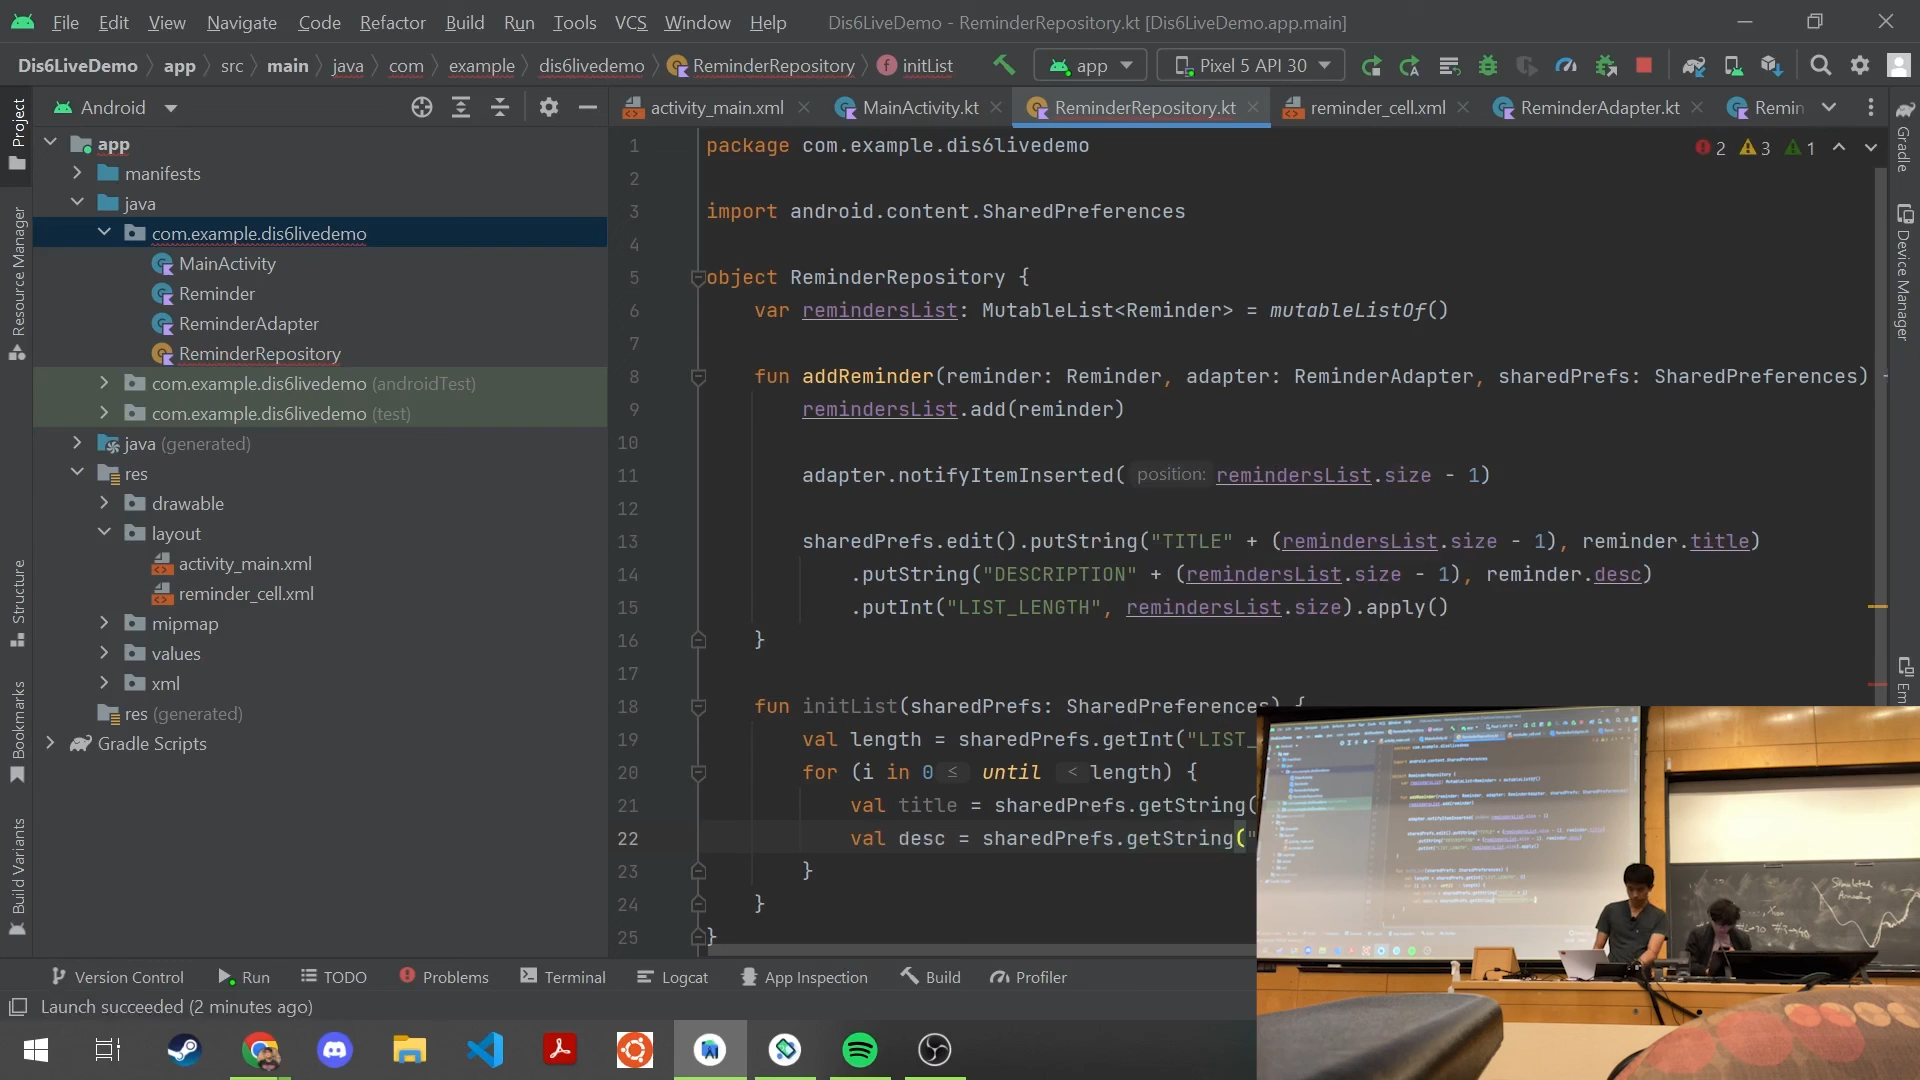 File Edit View Navigate Code Refactor Build Run Tools VCS Window Help Dis6LiveDemo - ReminderRepository.kt [Dis6LiveDemo.app.main]
Dis6LiveDemo app src main java com example dis6livedemo ReminderRepository initList app Pixel 5 API 30
Project
Resource Manager
Structure
Bookmarks
Build Variants
Android
activity_main.xml MainActivity.kt ReminderRepository.kt reminder_cell.xml ReminderAdapter.kt Remin
app
manifests
java
com.example.dis6livedemo
MainActivity
Reminder
ReminderAdapter
ReminderRepository
com.example.dis6livedemo (androidTest)
com.example.dis6livedemo (test)
java (generated)
res
drawable
layout
activity_main.xml
reminder_cell.xml
mipmap
values
xml
res (generated)
Gradle Scripts
2 3 1
1 package com.example.dis6livedemo
2
3 import android.content.SharedPreferences
4
5 object ReminderRepository {
6 var remindersList: MutableList<Reminder> = mutableListOf()
7
8 fun addReminder(reminder: Reminder, adapter: ReminderAdapter, sharedPrefs: SharedPreferences)
9 remindersList.add(reminder)
10
11 adapter.notifyItemInserted( position: remindersList.size - 1)
12
13 sharedPrefs.edit().putString("TITLE" + (remindersList.size - 1), reminder.title)
14 .putString("DESCRIPTION" + (remindersList.size - 1), reminder.desc)
15 .putInt("LIST_LENGTH", remindersList.size).apply()
16 }
17
18 fun initList(sharedPrefs: SharedPreferences) {
19 val length = sharedPrefs.getInt("LIST_
20 for (i in 0 ≤ until < length) {
21 val title = sharedPrefs.getString(
22 val desc = sharedPrefs.getString("
23 }
24 }
25 }
Gradle
Device Manager
Em
Version Control Run TODO Problems Terminal Logcat App Inspection Build Profiler
Launch succeeded (2 minutes ago)
Simulated
Annealing